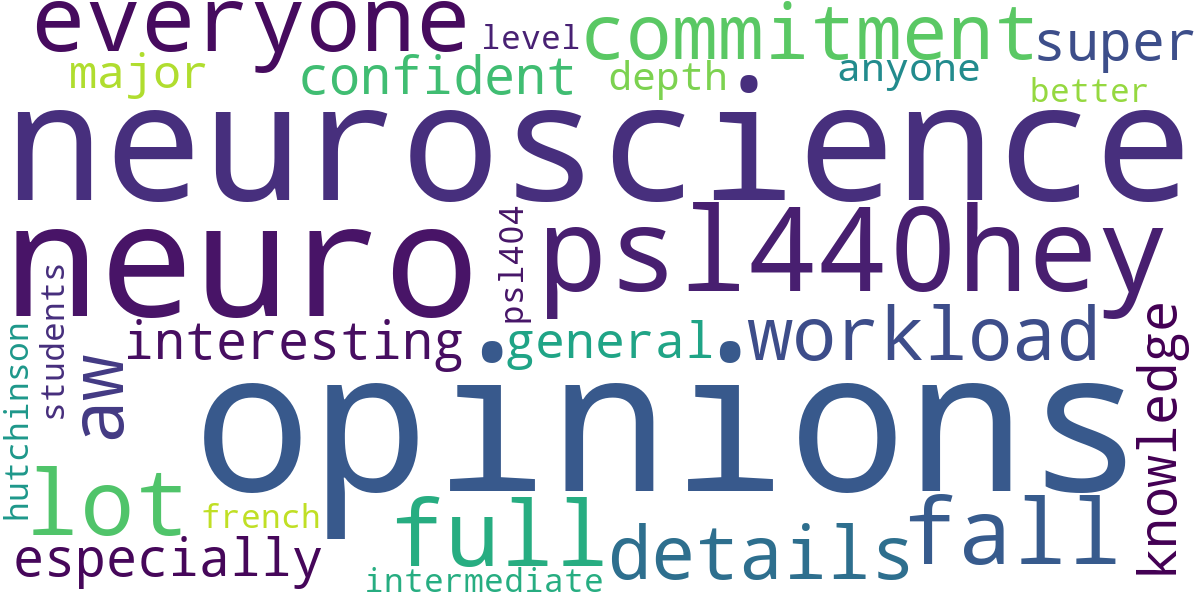 everyone
level
commitment
super
major
confident
depth
anyone
better
neuroscience
neuro
psl404
psl440hey
students
interesting
general
workload
hutchinson
aw
opinions
knowledge
lot
french
full
details
fall
especially
intermediate